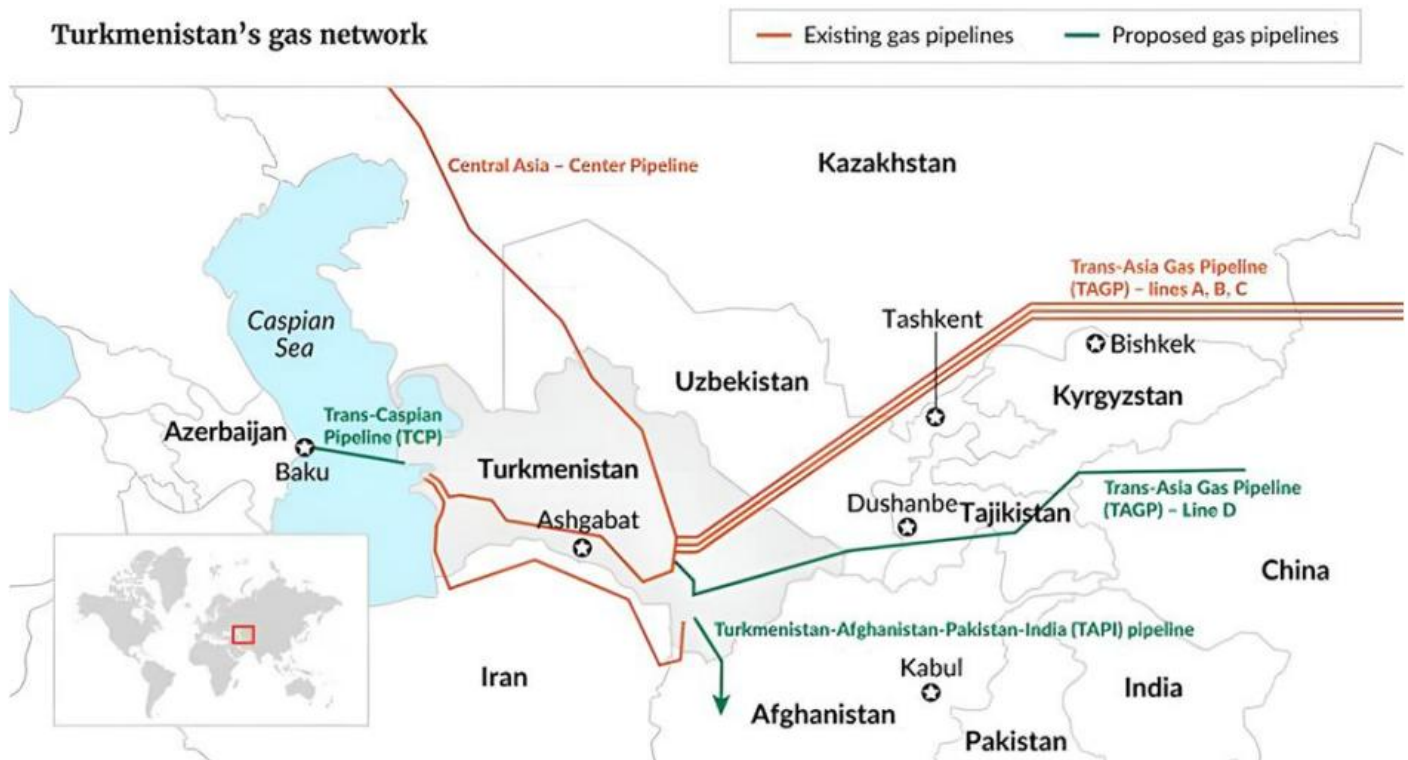 Turkmenistan's gas network
Existing gas pipelines
Proposed gas pipelines
Central Asia – Center Pipeline
Kazakhstan
Trans-Asia Gas Pipeline
(TAGP) – lines A, B, C
Caspian
Sea
Tashkent
Bishkek
Uzbekistan
Kyrgyzstan
Trans-Caspian
Pipeline (TCP)
Azerbaijan
Baku
Turkmenistan
Ashgabat
Dushanbe
Tajikistan
Trans-Asia Gas Pipeline
(TAGP) – Line D
China
Turkmenistan-Afghanistan-Pakistan-India (TAPI) pipeline
Iran
Kabul
India
Afghanistan
Pakistan